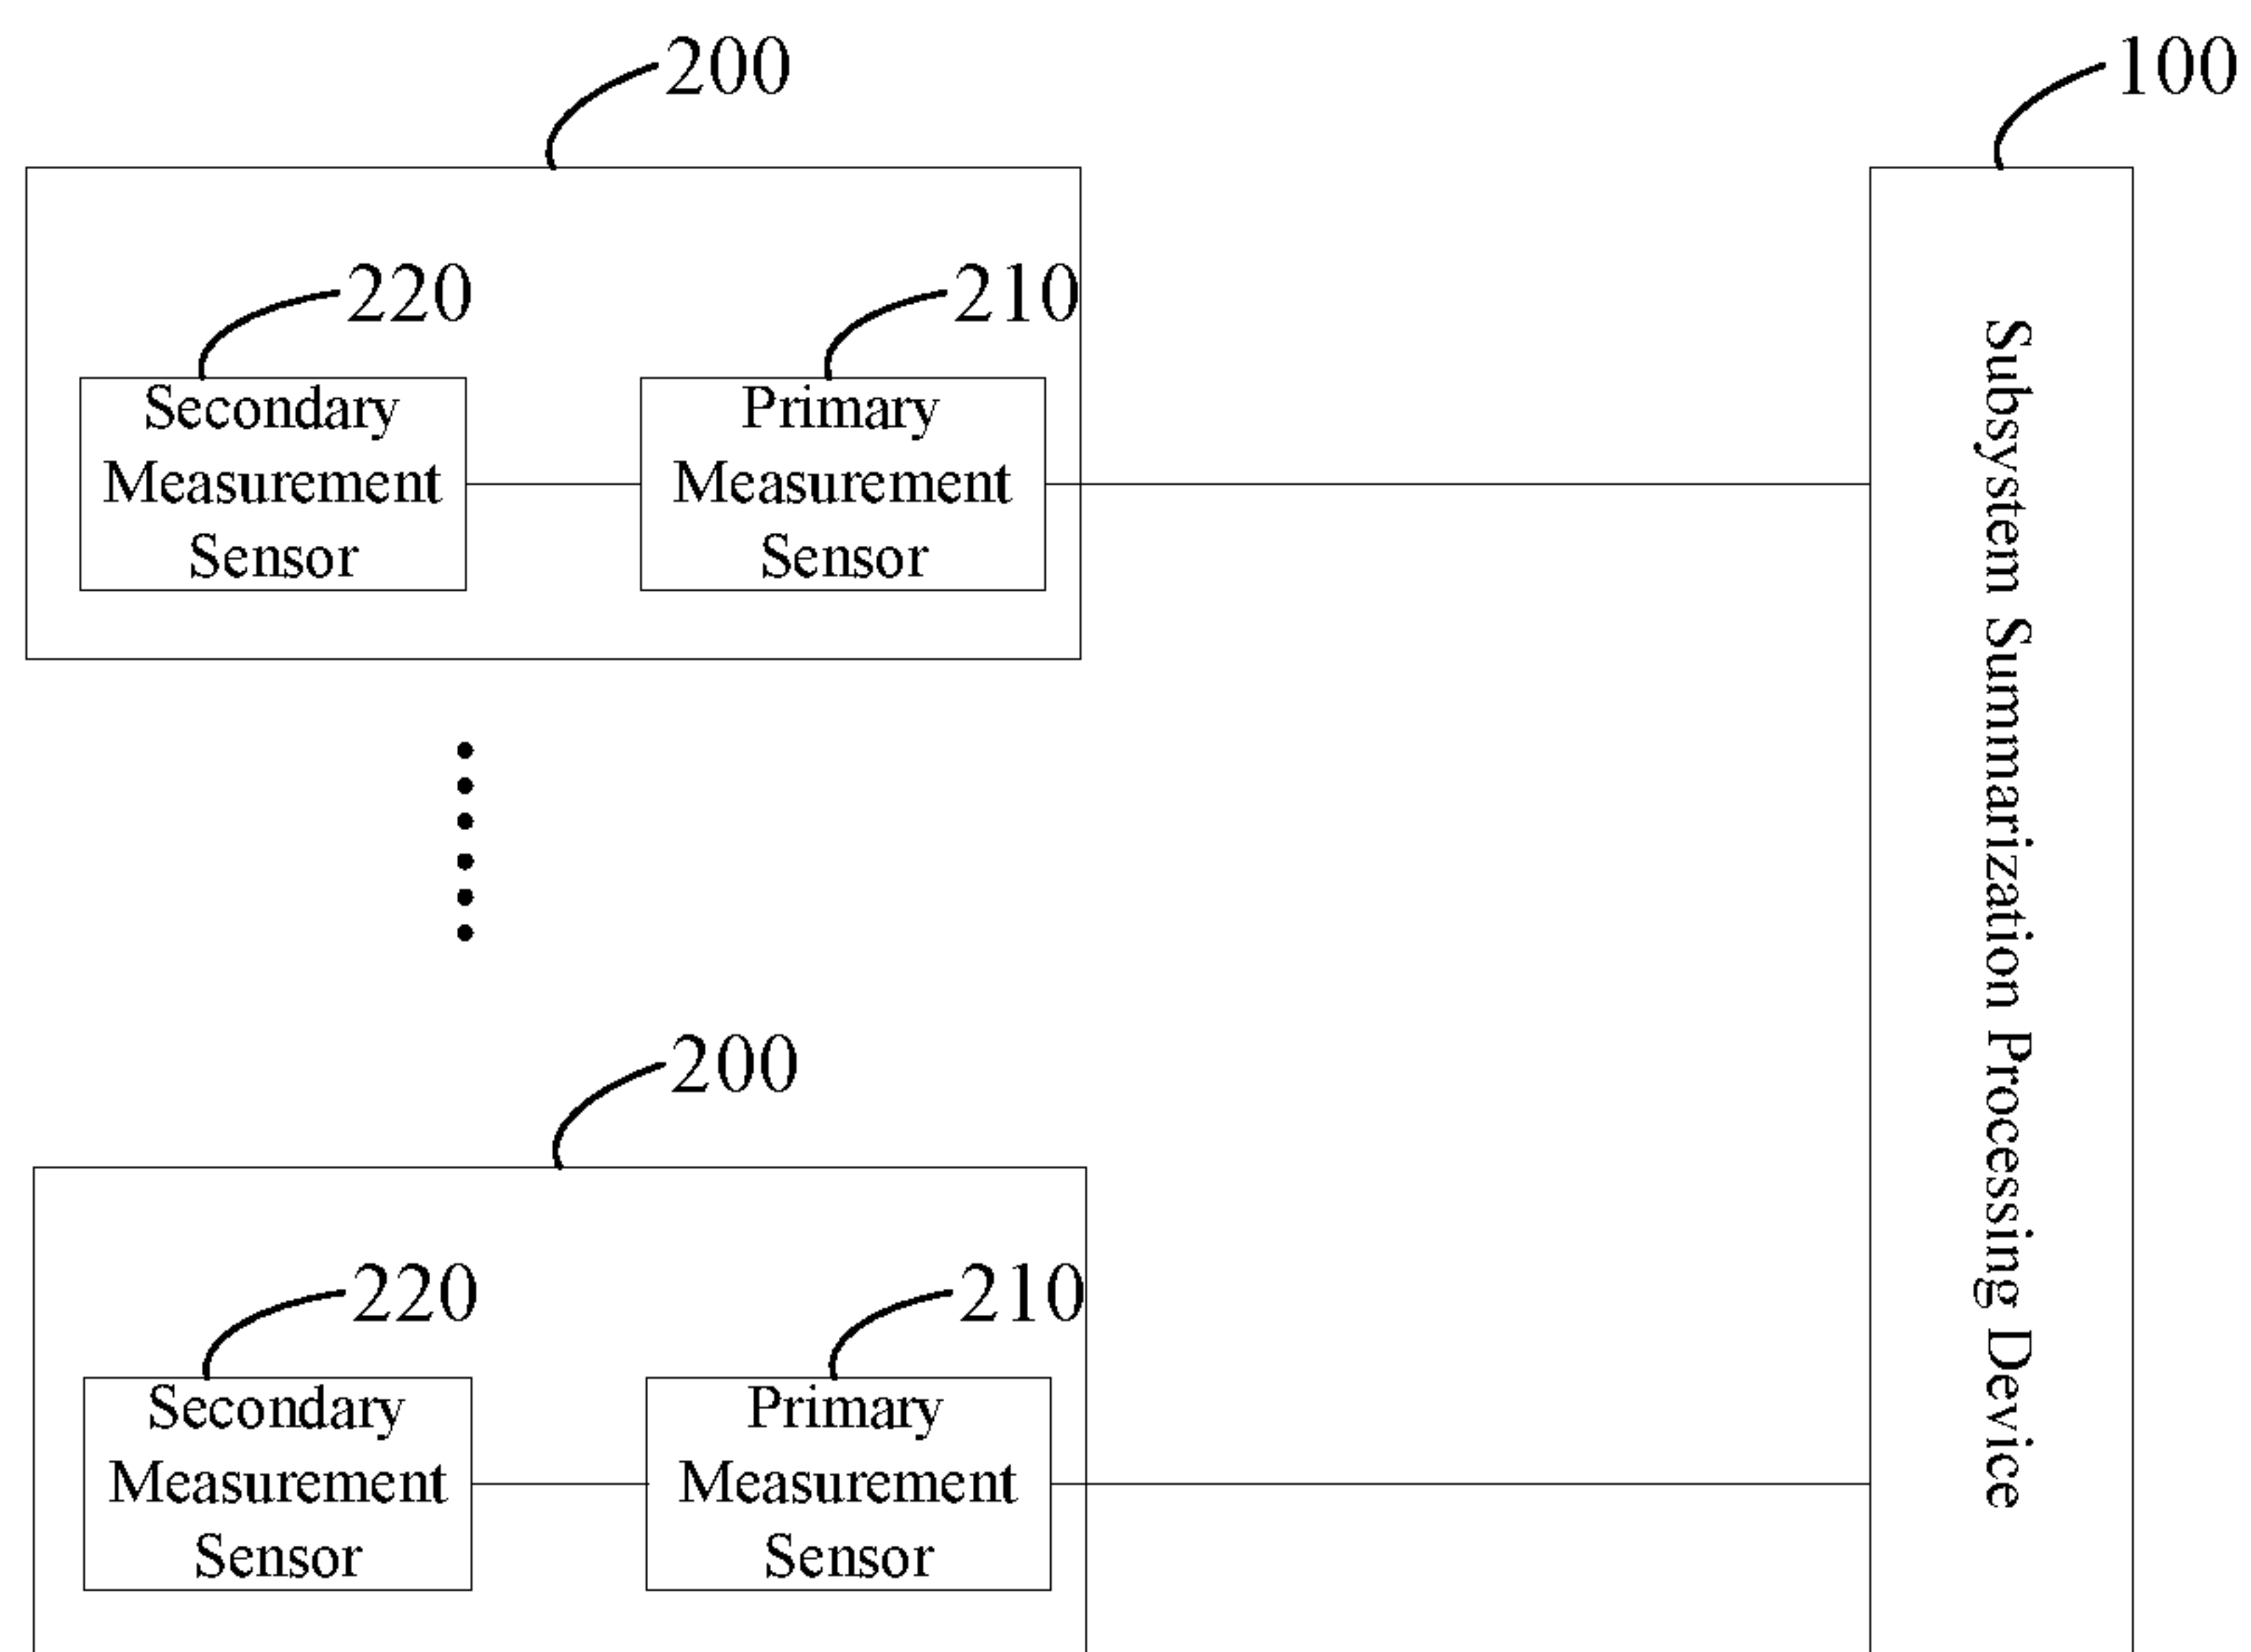 200
100
220
210
Secondary
Measurement
Sensor
Primary
Measurement
Sensor
Subsystem Summarization Processing Device
200
220
210
Secondary
Measurement
Sensor
Primary
Measurement
Sensor